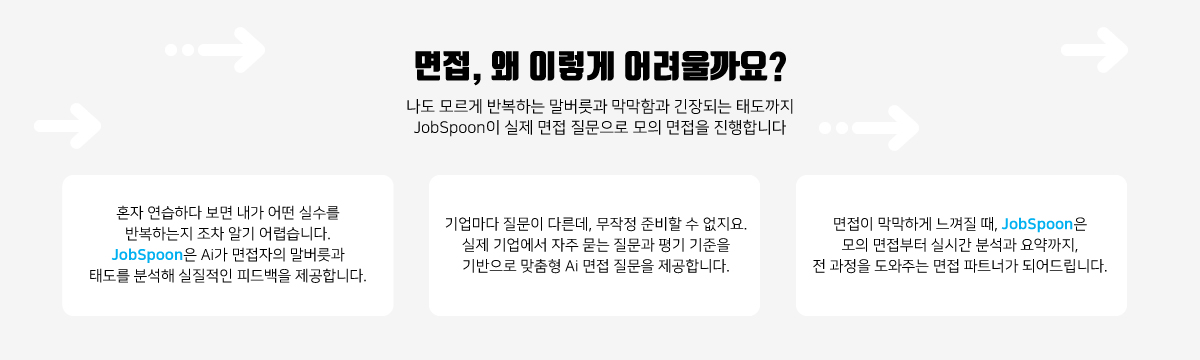 면접, 왜 이렇게 어려울까요?
나도 모르게 반복하는 말버릇과 막막함과 긴장되는 태도까지
JobSpoon이 실제 면접 질문으로 모의 면접을 진행합니다
혼자 연습하다 보면 내가 어떤 실수를
반복하는지 조차 알기 어렵습니다.
JobSpoon은 Ai가 면접자의 말버릇과
태도를 분석해 실질적인 피드백을 제공합니다.
기업마다 질문이 다른데, 무작정 준비할 수 없지요.
실제 기업에서 자주 묻는 질문과 평기 기준을
기반으로 맞춤형 Ai 면접 질문을 제공합니다.
면접이 막막하게 느껴질 때, JobSpoon은
모의 면접부터 실시간 분석과 요약까지,
전 과정을 도와주는 면접 파트너가 되어드립니다.